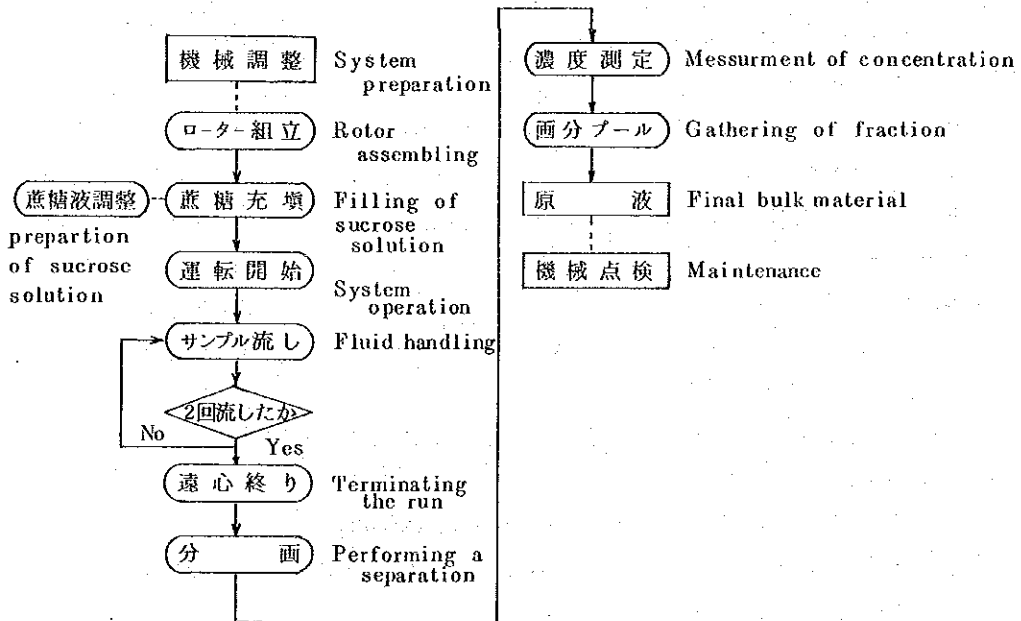 機械調整
System
preparation
ローター組立
Rotor
assembling
蔗糖液調整
prepartion
of sucrose
solution
蔗糖充塡
Filling of
sucrose
solution
運転開始
System
operation
サンプル流し
Fluid handling
2回流したか
No
Yes
遠心終り
Terminating
the run
分画
Performing a
separation
濃度測定
Messurment of concentration
画分プール
Gathering of fraction
原液
Final bulk material
機械点検
Maintenance